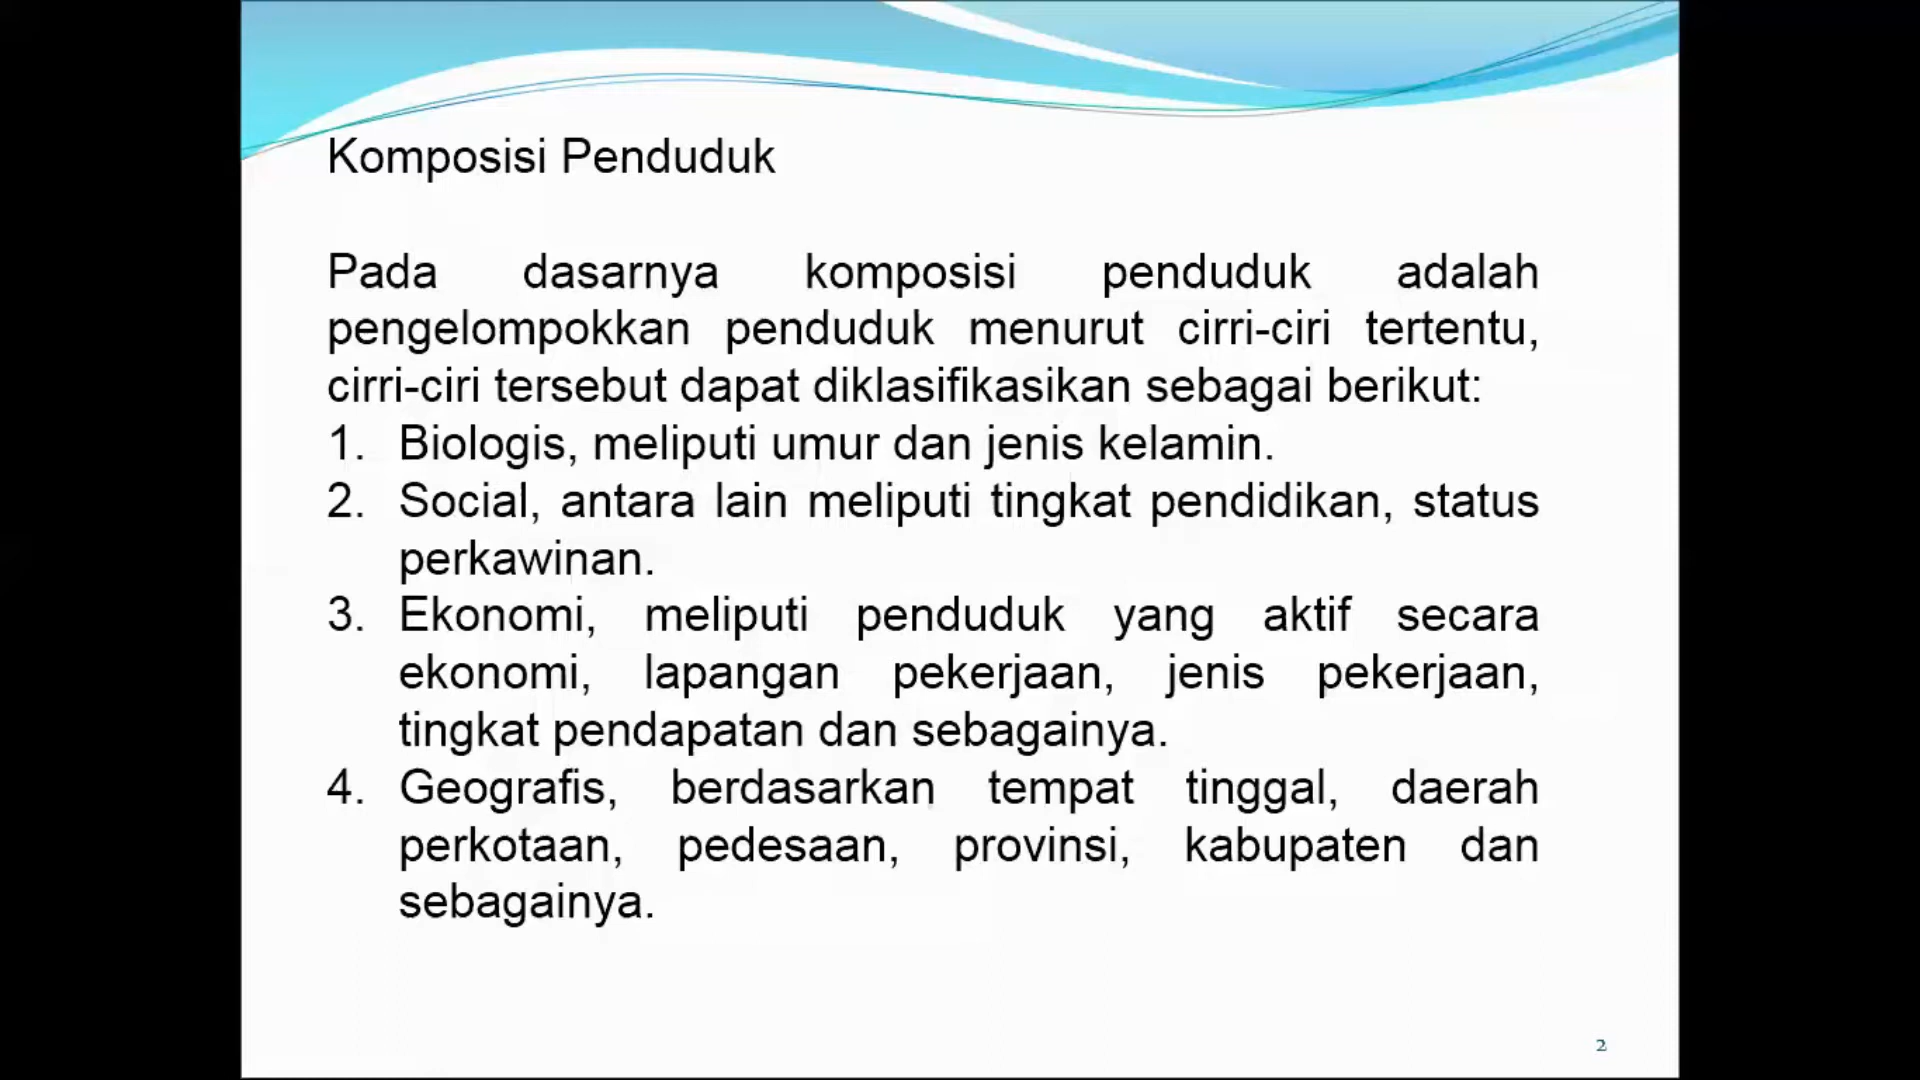 Komposisi Penduduk
Pada dasarnya komposisi penduduk adalah
pengelompokkan penduduk menurut cirri-ciri tertentu,
cirri-ciri tersebut dapat diklasifikasikan sebagai berikut:
1. Biologis, meliputi umur dan jenis kelamin.
2. Social, antara lain meliputi tingkat pendidikan, status
perkawinan.
3. Ekonomi, meliputi penduduk yang aktif secara
ekonomi, lapangan pekerjaan, jenis pekerjaan,
tingkat pendapatan dan sebagainya.
4. Geografis, berdasarkan tempat tinggal, daerah
perkotaan, pedesaan, provinsi, kabupaten dan
sebagainya.
2